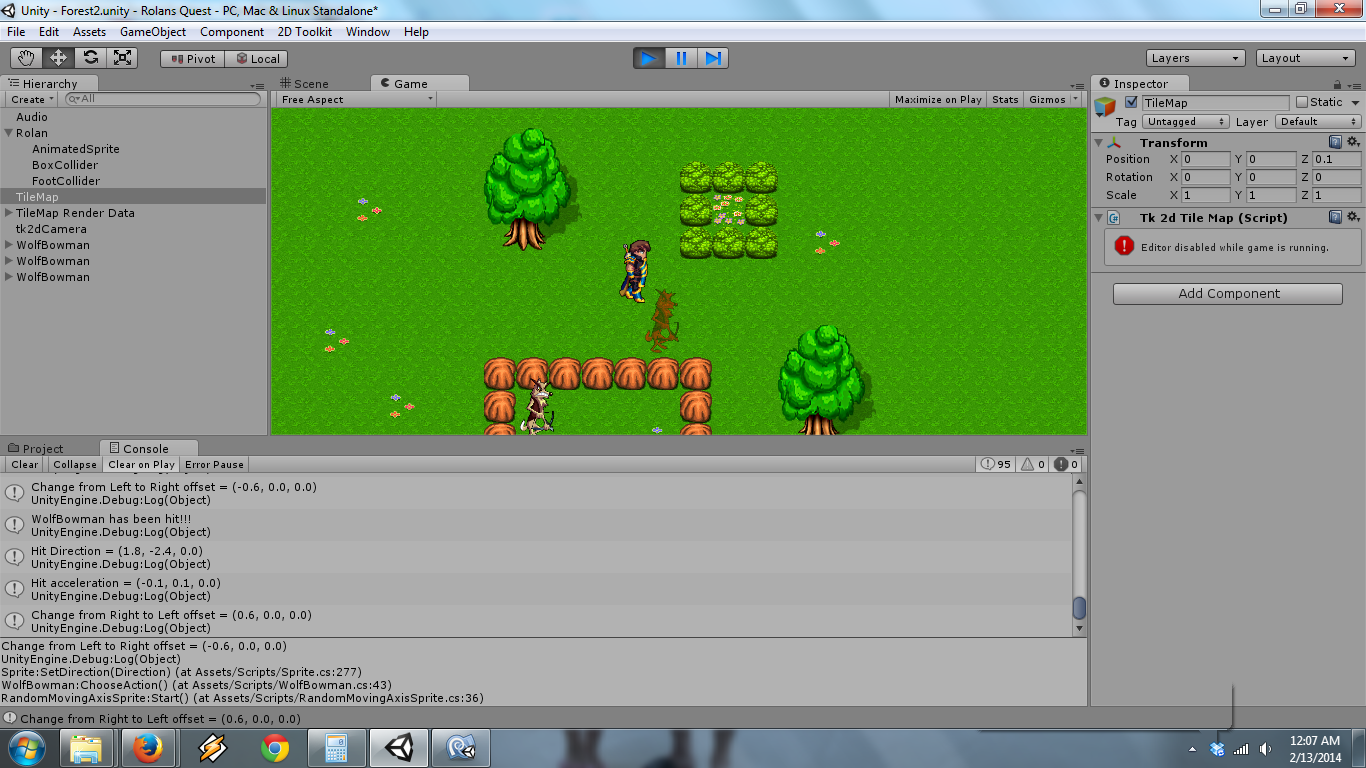 Unity - Forest2.unity - Rolans Quest - PC, Mac & Linux Standalone*
File Edit Assets GameObject Component 2D Toolkit Window Help
Pivot Local Layers Layout
Hierarchy
Create All
Audio
Rolan
AnimatedSprite
BoxCollider
FootCollider
TileMap
TileMap Render Data
tk2dCamera
WolfBowman
WolfBowman
WolfBowman
Scene Game
Free Aspect Maximize on Play Stats Gizmos
Inspector
TileMap Static
Tag Untagged Layer Default
Transform
Position X 0 Y 0 Z 0.1
Rotation X 0 Y 0 Z 0
Scale X 1 Y 1 Z 1
Tk 2d Tile Map (Script)
Editor disabled while game is running.
Add Component
Project Console
Clear Collapse Clear on Play Error Pause 95 0 0
Change from Left to Right offset = (-0.6, 0.0, 0.0)
UnityEngine.Debug:Log(Object)
WolfBowman has been hit!!!
UnityEngine.Debug:Log(Object)
Hit Direction = (1.8, -2.4, 0.0)
UnityEngine.Debug:Log(Object)
Hit acceleration = (-0.1, 0.1, 0.0)
UnityEngine.Debug:Log(Object)
Change from Right to Left offset = (0.6, 0.0, 0.0)
UnityEngine.Debug:Log(Object)
Change from Left to Right offset = (-0.6, 0.0, 0.0)
UnityEngine.Debug:Log(Object)
Sprite:SetDirection(Direction) (at Assets/Scripts/Sprite.cs:277)
WolfBowman:ChooseAction() (at Assets/Scripts/WolfBowman.cs:43)
RandomMovingAxisSprite:Start() (at Assets/Scripts/RandomMovingAxisSprite.cs:36)
Change from Right to Left offset = (0.6, 0.0, 0.0)
12:07 AM
2/13/2014